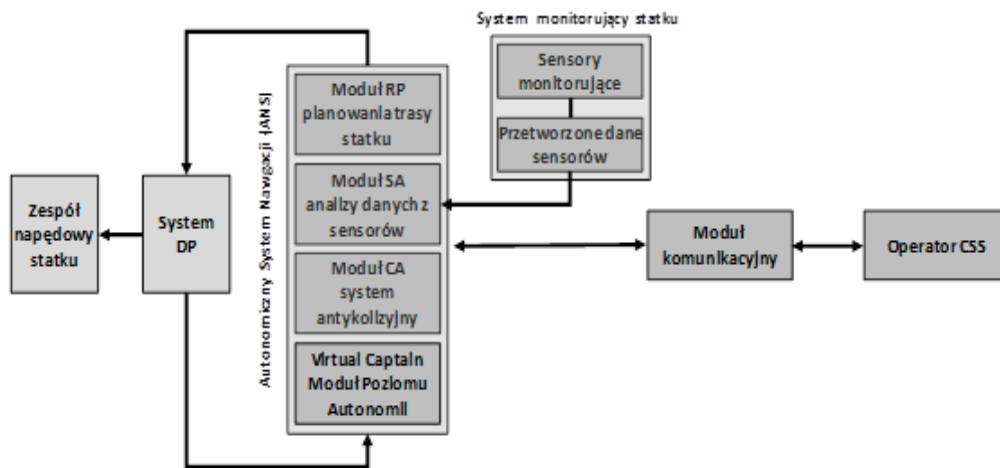 System monitorujący statku
Sensory
monitorujące
Przetworzone dane
sensorów
Autonomiczny System Nawgacji (ANS)
Moduł RP
planowania trasy
statku
Moduł SA
analizy danych z
sensorów
Moduł CA
system
antykolizyjny
Virtual Captain
Moduł Poziomu
Autonomii
Zespół
napędowy
statku
System
DP
Moduł
komunikacyjny
Operator CSS